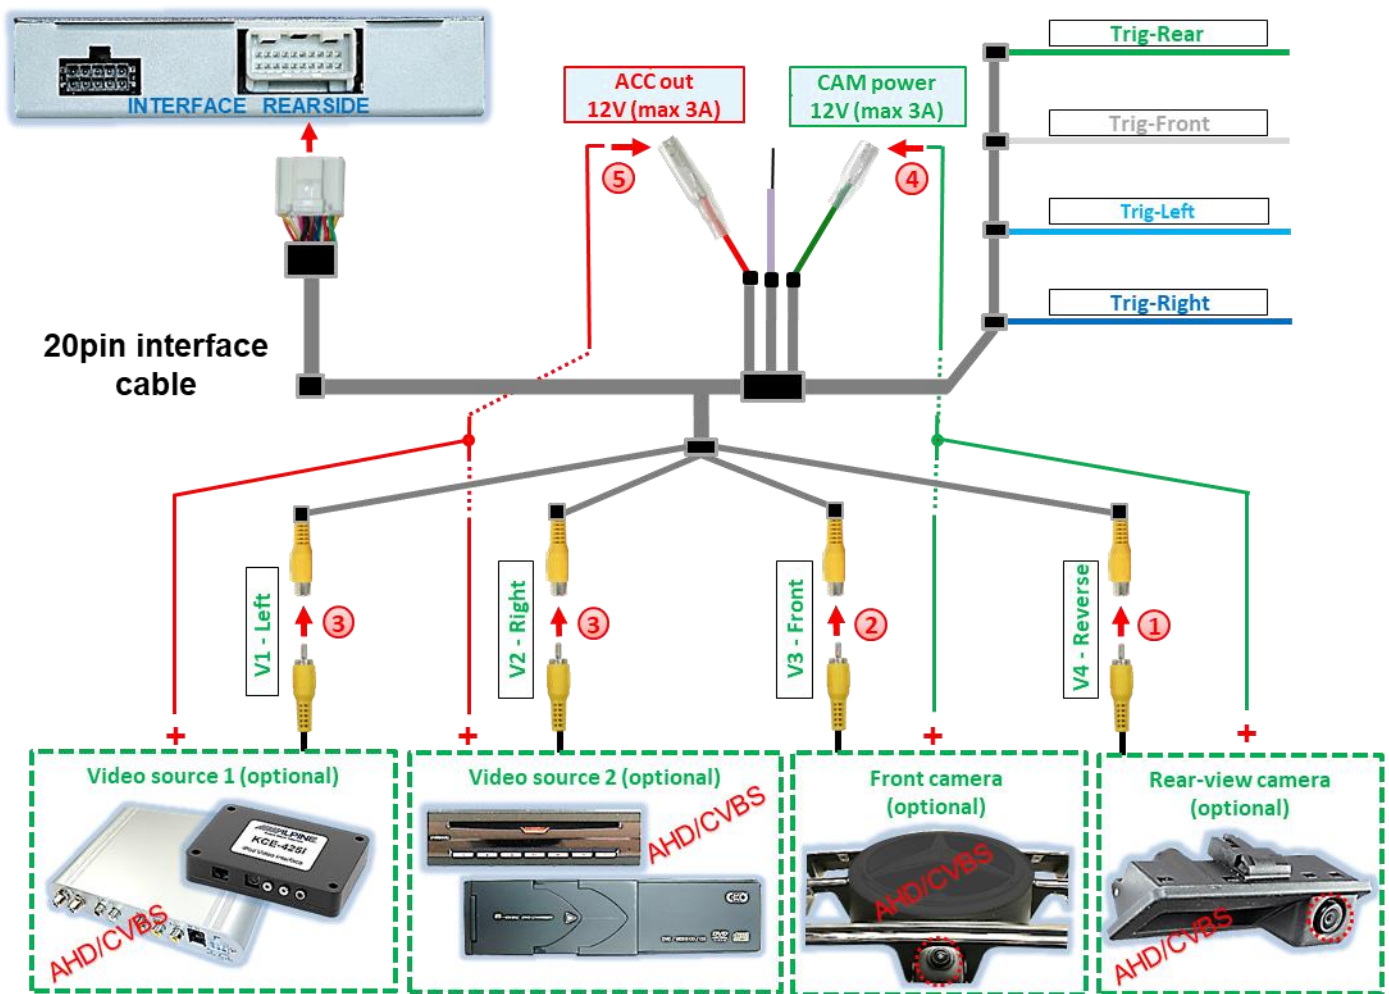 INTERFACE REARSIDE
ACC out
12V (max 3A)
CAM power
12V (max 3A)
Trig-Rear
Trig-Front
Trig-Left
Trig-Right
5
4
20pin interface
cable
V1 - Left
3
V2 - Right
3
V3 - Front
2
V4 - Reverse
1
+
+
+
+
Video source 1 (optional)
ALPINE
KCE-425i
iPod Video Interface
AHD/CVBS
Video source 2 (optional)
AHD/CVBS
Front camera
(optional)
AHD/CVBS
Rear-view camera
(optional)
AHD/CVBS